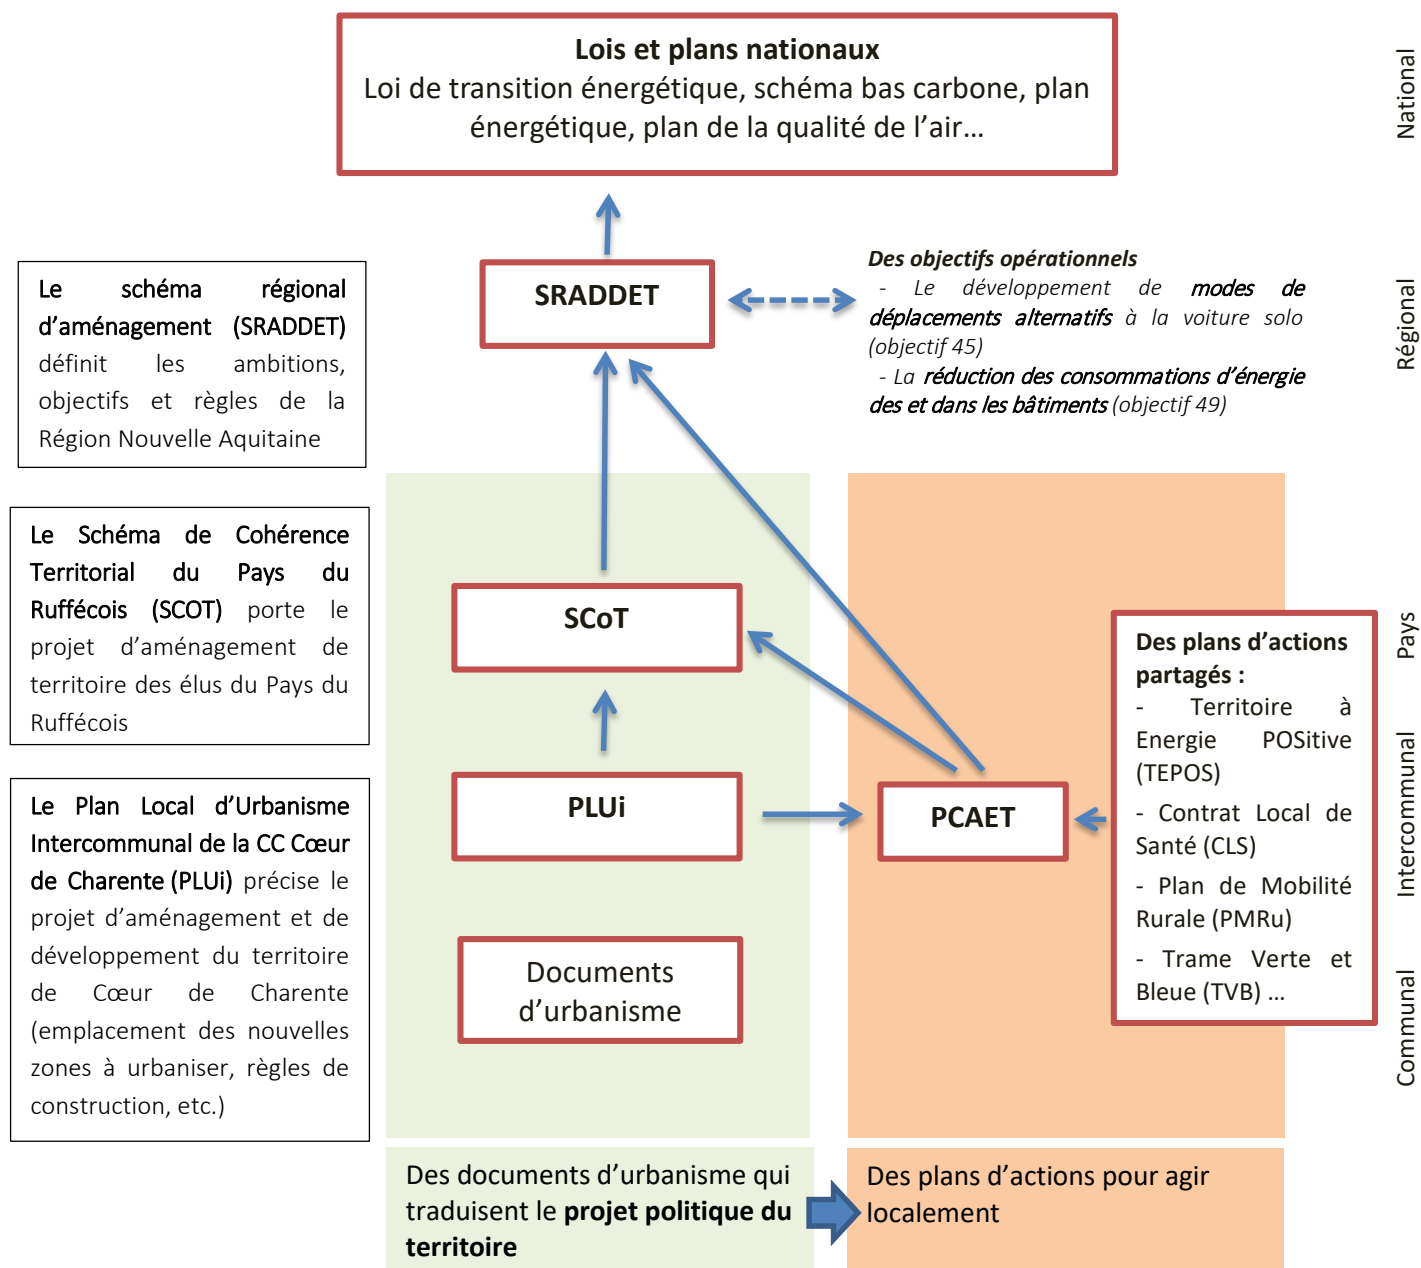 Lois et plans nationaux
Loi de transition énergétique, schéma bas carbone, plan
énergétique, plan de la qualité de l’air…
National
Le schéma régional
d’aménagement (SRADDET)
définit les ambitions,
objectifs et règles de la
Région Nouvelle Aquitaine
SRADDET
Des objectifs opérationnels
- Le développement de modes de
déplacements alternatifs à la voiture solo
(objectif 45)
- La réduction des consommations d’énergie
des et dans les bâtiments (objectif 49)
Régional
Le Schéma de Cohérence
Territorial du Pays du
Ruffécois (SCOT) porte le
projet d’aménagement de
territoire des élus du Pays du
Ruffécois
SCoT
Pays
Le Plan Local d’Urbanisme
Intercommunal de la CC Cœur
de Charente (PLUi) précise le
projet d’aménagement et de
développement du territoire
de Cœur de Charente
(emplacement des nouvelles
zones à urbaniser, règles de
construction, etc.)
PLUi
PCAET
Des plans d’actions
partagés :
- Territoire à
Energie POSitive
(TEPOS)
- Contrat Local de
Santé (CLS)
- Plan de Mobilité
Rurale (PMRu)
- Trame Verte et
Bleue (TVB) …
Intercommunal
Documents
d’urbanisme
Communal
Des documents d’urbanisme qui
traduisent le projet politique du
territoire
Des plans d’actions pour agir
localement